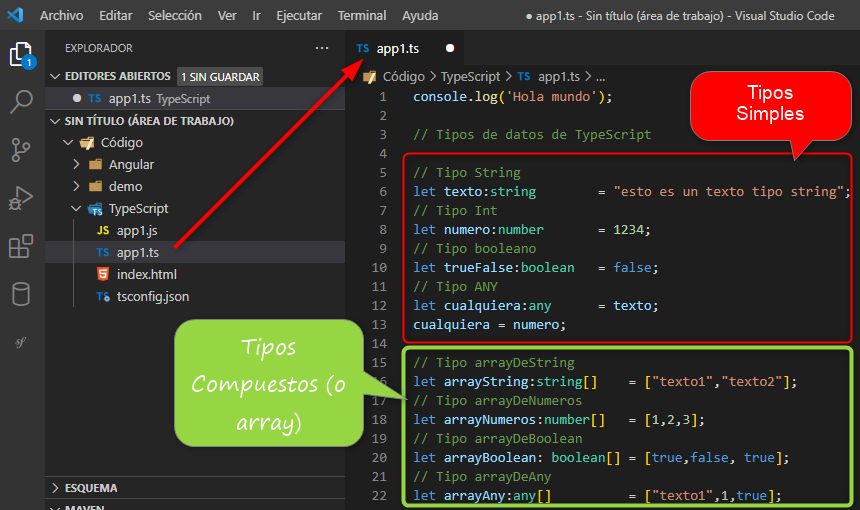 Archivo Editar Selección Ver Ir Ejecutar Terminal Ayuda ● app1.ts - Sin título (área de trabajo) - Visual Studio Code
EXPLORADOR ···
EDITORES ABIERTOS 1 SIN GUARDAR
● TS app1.ts TypeScript
SIN TÍTULO (ÁREA DE TRABAJO)
Código
Angular
demo
TypeScript
JS app1.js
TS app1.ts
index.html
TS tsconfig.json
ESQUEMA
MAVEN
1
TS app1.ts ●
Código > TypeScript > TS app1.ts > ...
1 console.log('Hola mundo');
2
3 // Tipos de datos de TypeScript
4
5 // Tipo String
6 let texto:string = "esto es un texto tipo string";
7 // Tipo Int
8 let numero:number = 1234;
9 // Tipo booleano
10 let trueFalse:boolean = false;
11 // Tipo ANY
12 let cualquiera:any = texto;
13 cualquiera = numero;
14
15 // Tipo arrayDeString
16 let arrayString:string[] = ["texto1","texto2"];
17 // Tipo arrayDeNumeros
18 let arrayNumeros:number[] = [1,2,3];
19 // Tipo arrayDeBoolean
20 let arrayBoolean: boolean[] = [true,false, true];
21 // Tipo arrayDeAny
22 let arrayAny:any[] = ["texto1",1,true];
Tipos
Simples
Tipos
Compuestos (o
array)